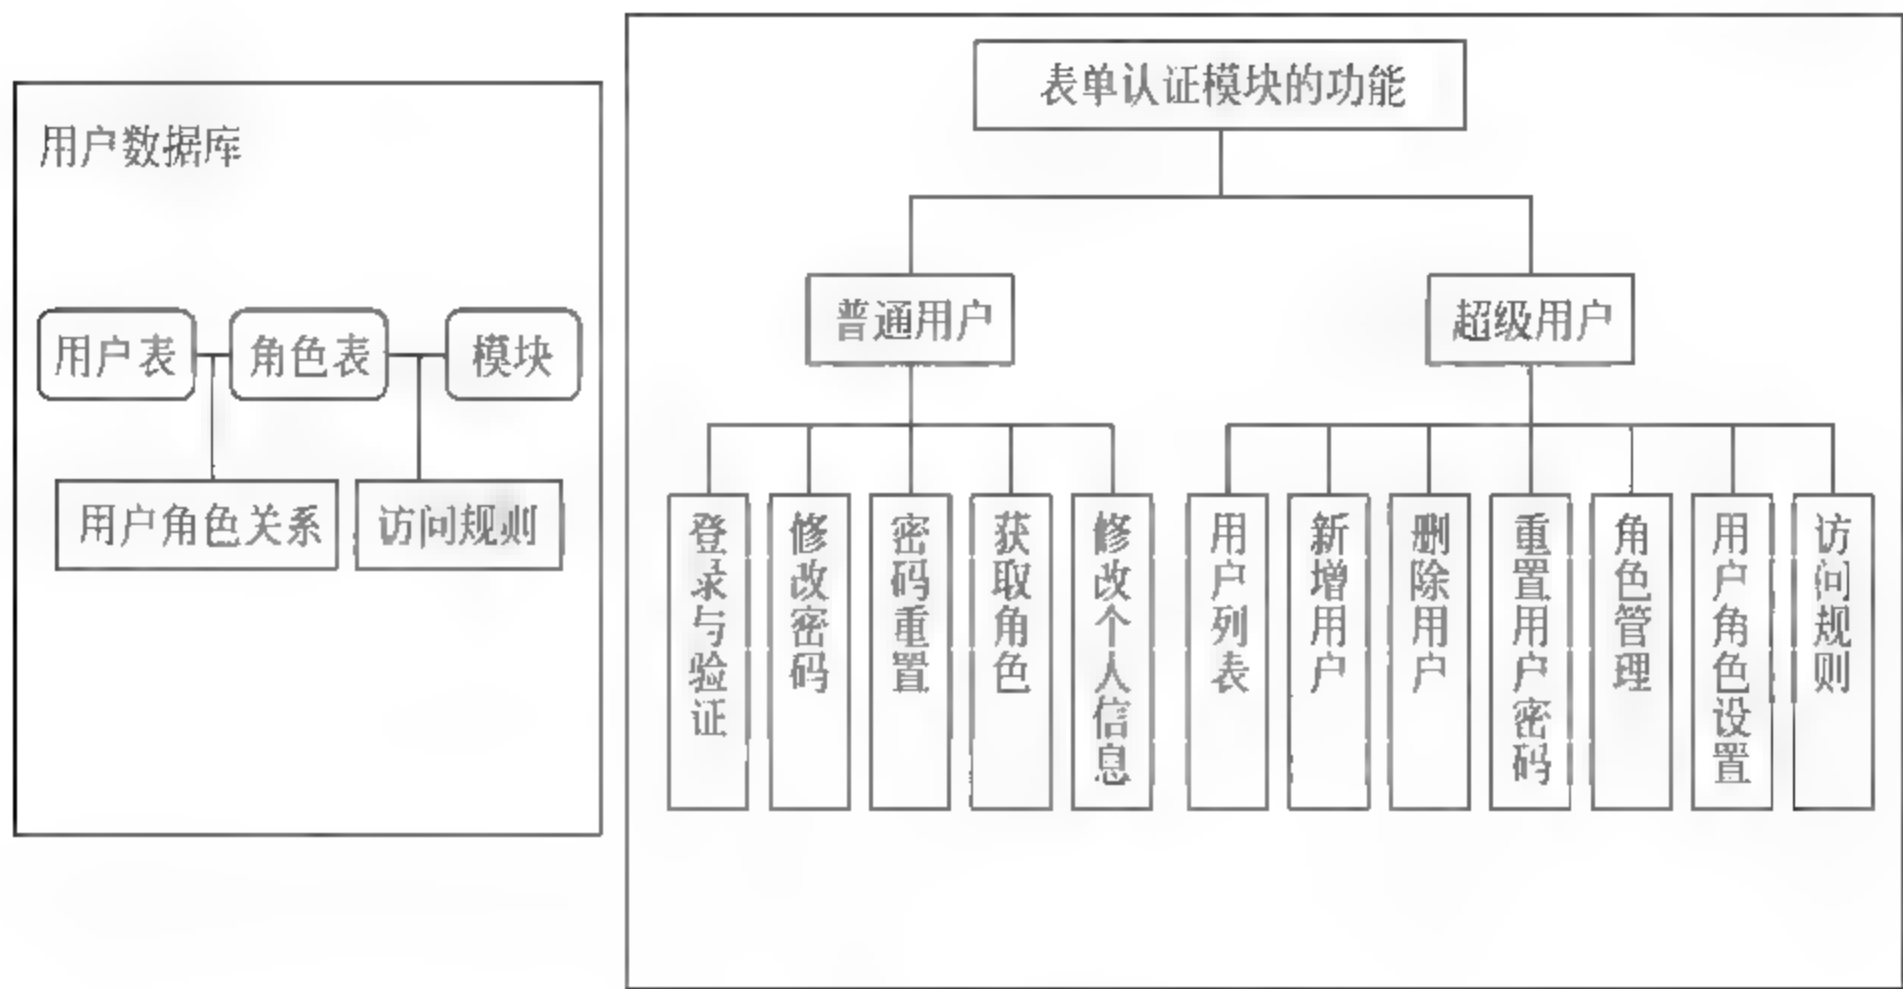 用户数据库
用户表
角色表
模块
用户角色关系
访问规则
表单认证模块的功能
普通用户
超级用户
登录与验证
修改密码
密码重置
获取角色
修改个人信息
用户列表
新增用户
删除用户
重置用户密码
角色管理
用户角色设置
访问规则